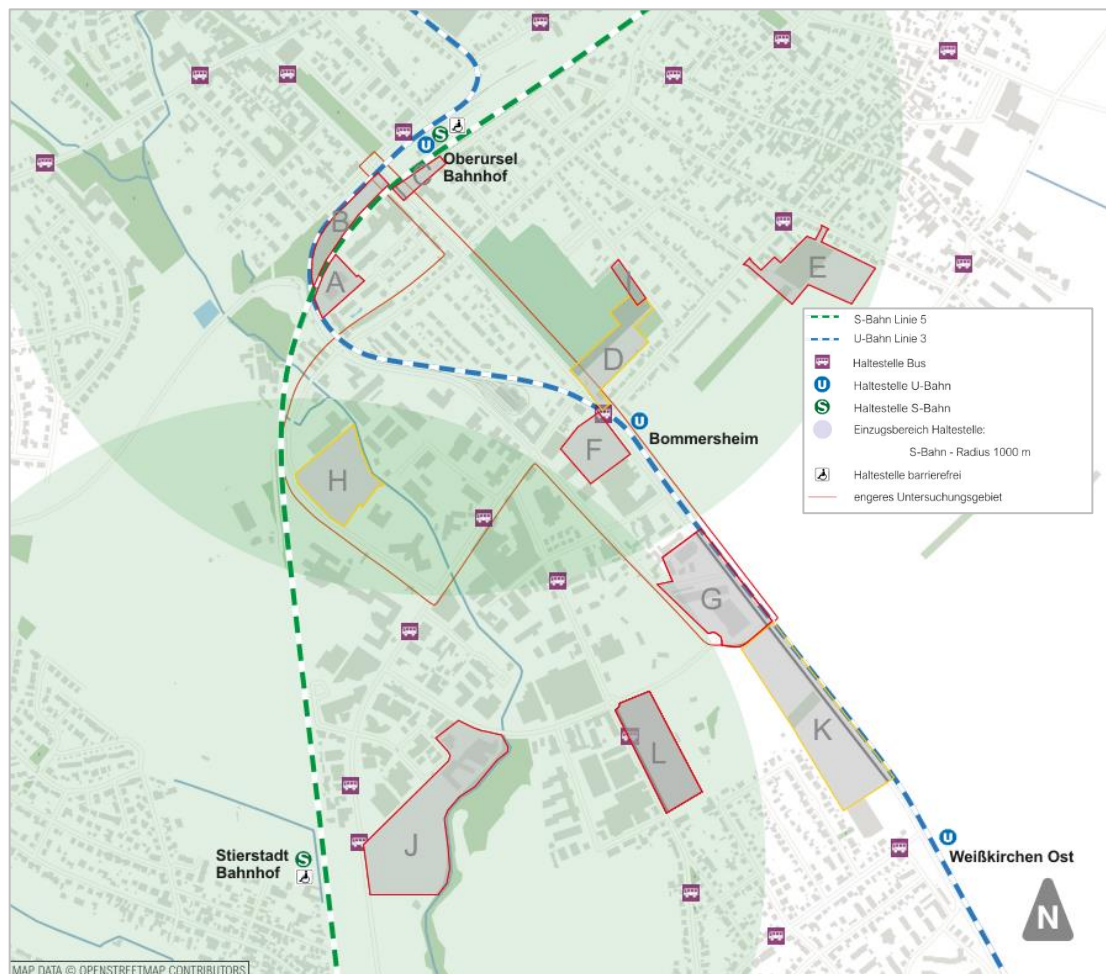 U
S
Oberursel
Bahnhof
C
B
A
E
I
D
U
Bommersheim
F
H
G
K
L
J
S
Stierstadt
Bahnhof
U
Weißkirchen Ost
N
S-Bahn Linie 5
U-Bahn Linie 3
Haltestelle Bus
U
Haltestelle U-Bahn
S
Haltestelle S-Bahn
Einzugsbereich Haltestelle:
S-Bahn - Radius 1000 m
Haltestelle barrierefrei
engeres Untersuchungsgebiet
MAP DATA © OPENSTREETMAP CONTRIBUTORS